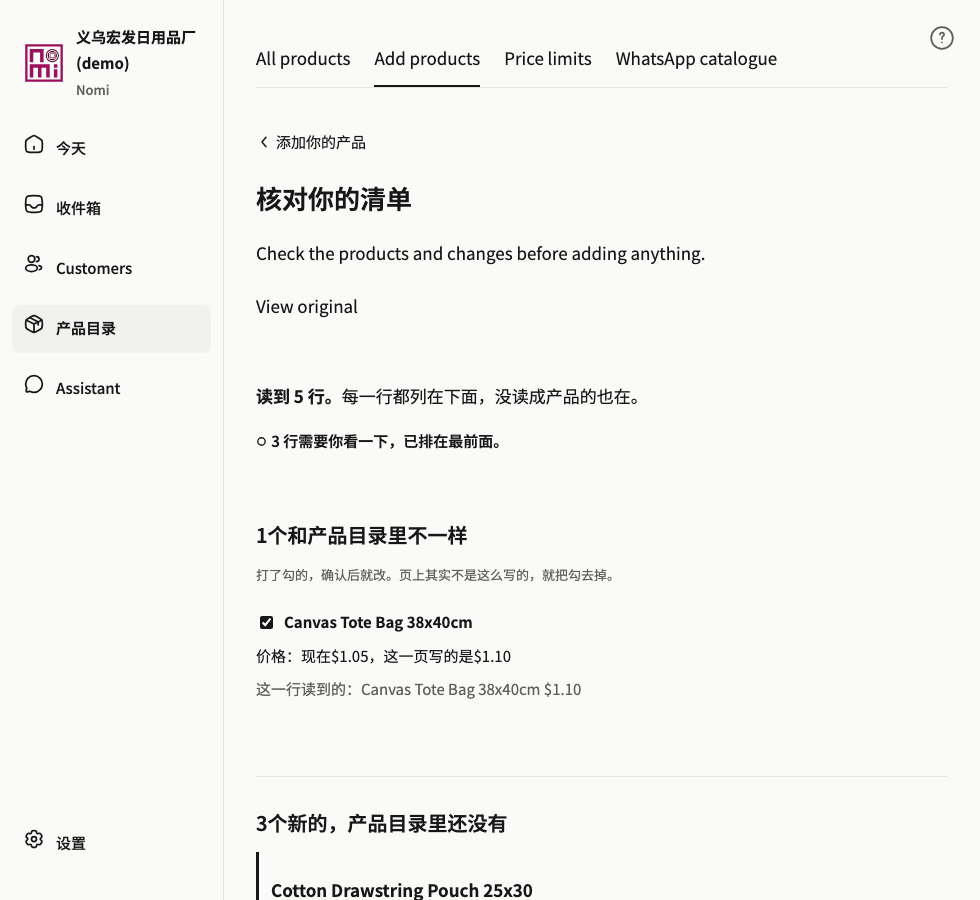 义乌宏发日用品厂
(demo)
Nomi
今天
收件箱
Customers
产品目录
Assistant
设置
All products
Add products
Price limits
WhatsApp catalogue
?
添加你的产品
核对你的清单
Check the products and changes before adding anything.
View original
读到 5 行。每一行都列在下面，没读成产品的也在。
3 行需要你看一下，已排在最前面。
1个和产品目录里不一样
打了勾的，确认后就改。页上其实不是这么写的，就把勾去掉。
Canvas Tote Bag 38x40cm
价格：现在$1.05，这一页写的是$1.10
这一行读到的：Canvas Tote Bag 38x40cm $1.10
3个新的，产品目录里还没有
Cotton Drawstring Pouch 25x30